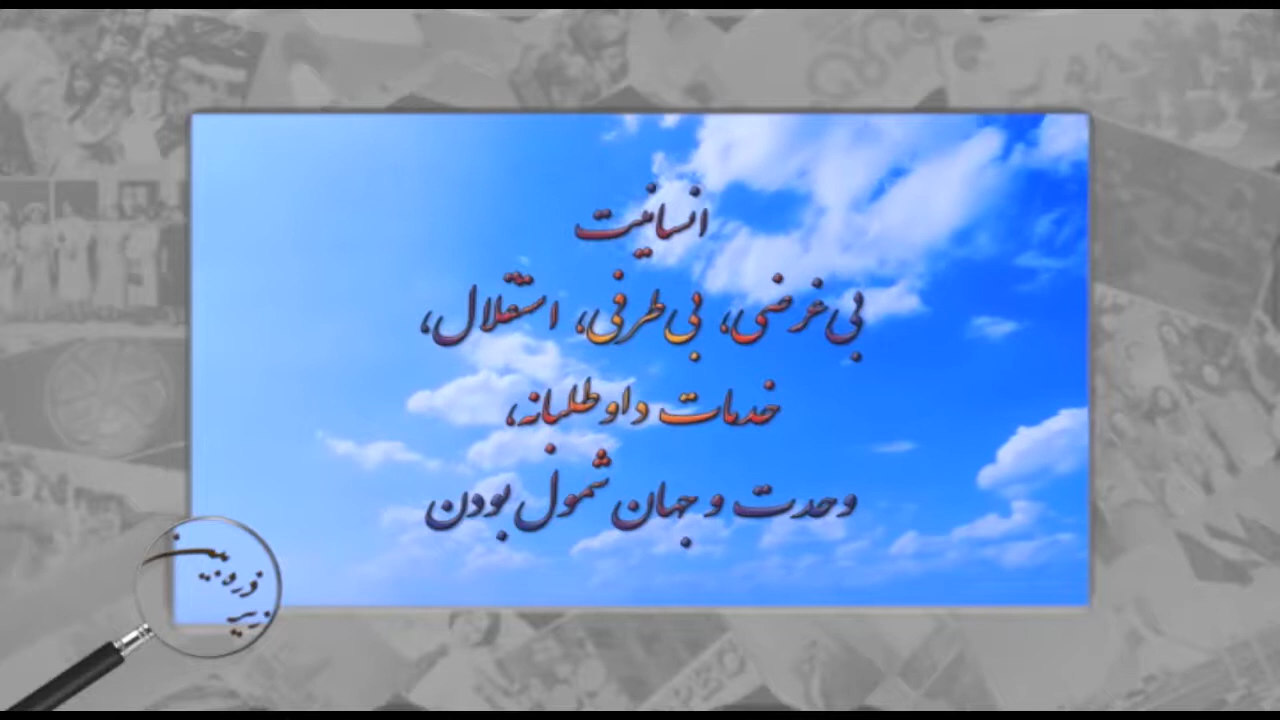 انسانیت
بی‌غرضی، بی‌طرفی، استقلال،
خدمات داوطلبانه،
وحدت و جهان شمول بودن
زیر
ذره‌بین